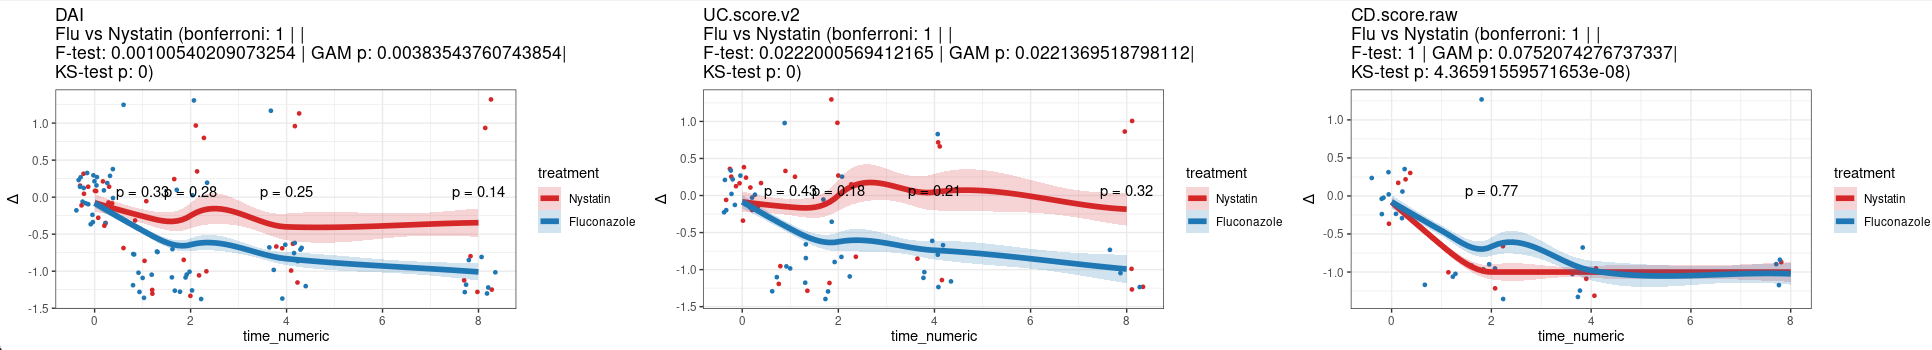 DAI
Flu vs Nystatin (bonferroni: 1 | |
F-test: 0.00100540209073254 | GAM p: 0.00383543760743854|
KS-test p: 0)
1.0
0.5
0.0
-0.5
-1.0
-1.5
Δ
p = 0.33
p = 0.28
p = 0.25
p = 0.14
0
2
4
6
8
time_numeric
treatment
Nystatin
Fluconazole
UC.score.v2
Flu vs Nystatin (bonferroni: 1 | |
F-test: 0.0222000569412165 | GAM p: 0.0221369518798112|
KS-test p: 0)
1.0
0.5
0.0
-0.5
-1.0
-1.5
Δ
p = 0.43
p = 0.18
p = 0.21
p = 0.32
0
2
4
6
8
time_numeric
treatment
Nystatin
Fluconazole
CD.score.raw
Flu vs Nystatin (bonferroni: 1 | |
F-test: 1 | GAM p: 0.0752074276737337|
KS-test p: 4.36591559571653e-08)
1.0
0.5
0.0
-0.5
-1.0
Δ
p = 0.77
0
2
4
6
8
time_numeric
treatment
Nystatin
Fluconazole